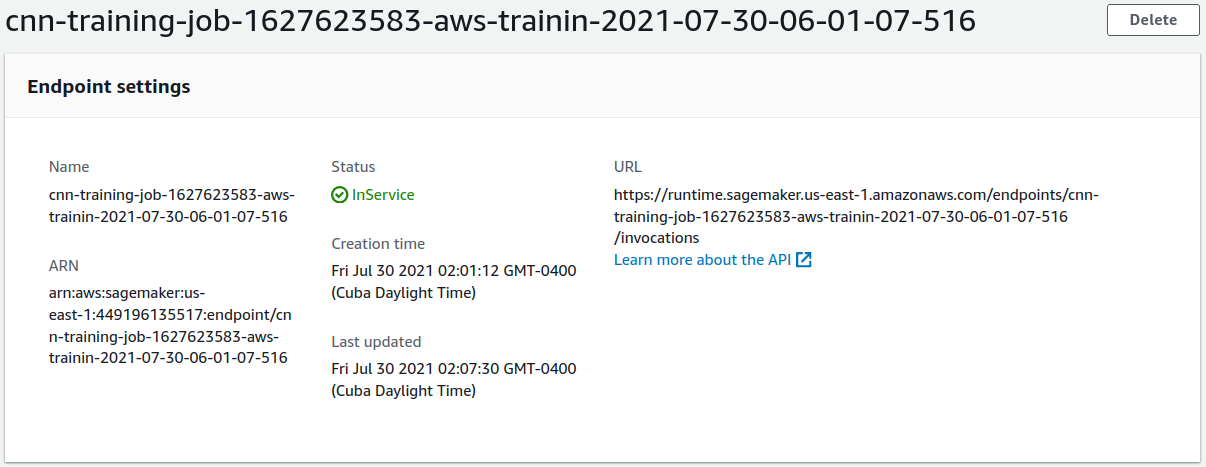 cnn-training-job-1627623583-aws-trainin-2021-07-30-06-01-07-516
Delete
Endpoint settings
Name
cnn-training-job-1627623583-aws-
trainin-2021-07-30-06-01-07-516
ARN
arn:aws:sagemaker:us-
east-1:449196135517:endpoint/cn
n-training-job-1627623583-aws-
trainin-2021-07-30-06-01-07-516
Status
InService
Creation time
Fri Jul 30 2021 02:01:12 GMT-0400
(Cuba Daylight Time)
Last updated
Fri Jul 30 2021 02:07:30 GMT-0400
(Cuba Daylight Time)
URL
https://runtime.sagemaker.us-east-1.amazonaws.com/endpoints/cnn-
training-job-1627623583-aws-trainin-2021-07-30-06-01-07-516
/invocations
Learn more about the API